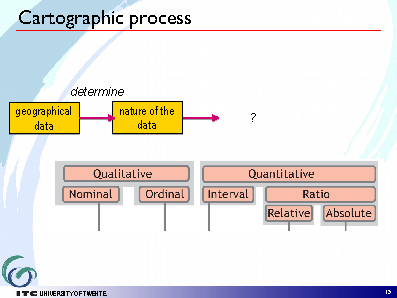 Cartographic process
determine
geographical
data
nature of the
data
?
Qualitative
Quantitative
Nominal
Ordinal
Interval
Ratio
Relative
Absolute
ITC UNIVERSITY OF TWENTE.